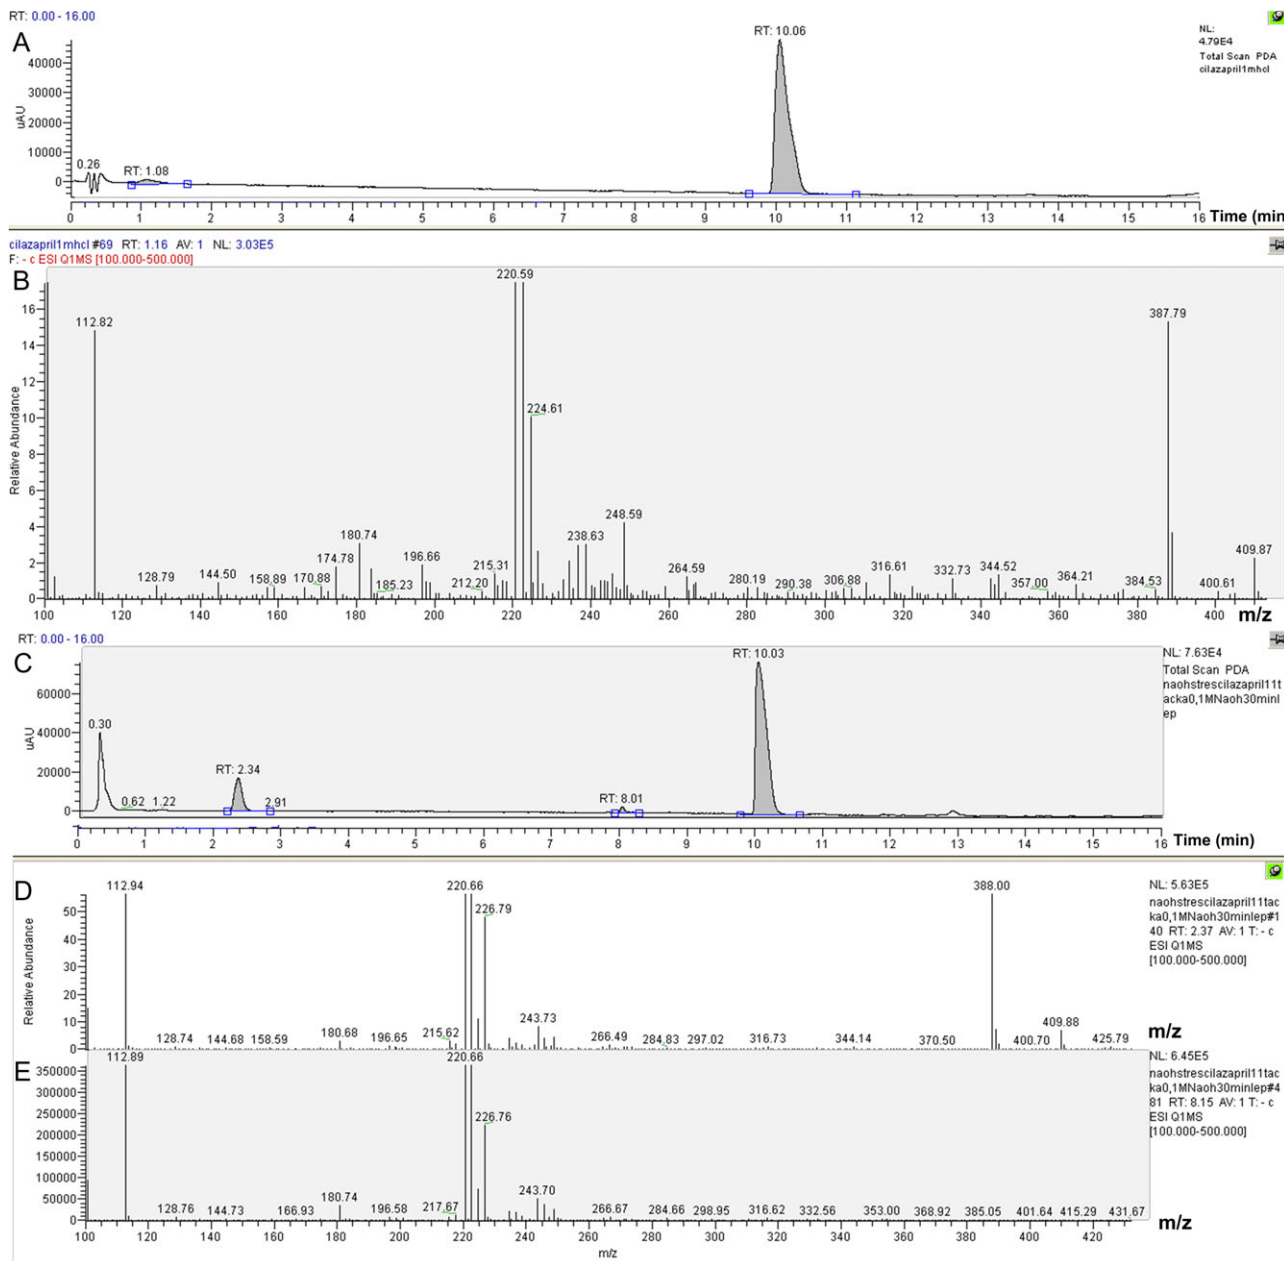 RT: 0.00 - 16.00
A
RT: 10.06
NL:
4.79E4
Total Scan PDA
cilazapril1mhcl
40000
30000
20000
10000
0
uAU
0.26
RT: 1.08
0 1 2 3 4 5 6 7 8 9 10 11 12 13 14 15 16
Time (min
cilazapril1mhcl #69 RT: 1.16 AV: 1 NL: 3.03E5
F: - c ESI Q1MS [100.000-500.000]
B
220.59
112.82
387.79
224.61
248.59
180.74
238.63
174.78
196.66
215.31
409.87
128.79
144.50
158.89
170.88
185.23
212.20
264.59
280.19
290.38
306.88
316.61
332.73
344.52
357.00
364.21
384.53
400.61
16
14
12
10
8
6
4
2
0
Relative Abundance
100 120 140 160 180 200 220 240 260 280 300 320 340 360 380 400
m/z
RT: 0.00 - 16.00
C
RT: 10.03
NL: 7.63E4
Total Scan PDA
naohstrescilazapril11t
acka0,1MNaoh30minl
ep
60000
40000
20000
0
uAU
0.30
0.62
1.22
RT: 2.34
2.91
RT: 8.01
0 1 2 3 4 5 6 7 8 9 10 11 12 13 14 15 16
Time (min)
D
112.94
220.66
388.00
226.79
243.73
409.88
128.74
144.68
158.59
180.68
196.65
215.62
266.49
284.83
297.02
316.73
344.14
370.50
400.70
425.79
50
40
30
20
10
0
Relative Abundance
NL: 5.63E5
naohstrescilazapril11tac
ka0,1MNaoh30minlep#1
40 RT: 2.37 AV: 1 T: - c
ESI Q1MS
[100.000-500.000]
m/z
E
112.89
220.66
226.76
243.70
128.76
144.73
166.93
180.74
196.58
217.67
266.67
284.66
298.95
316.62
332.56
353.00
368.92
385.05
401.64
415.29
431.67
350000
300000
250000
200000
150000
100000
50000
0
NL: 6.45E5
naohstrescilazapril11tac
ka0,1MNaoh30minlep#4
81 RT: 8.15 AV: 1 T: - c
ESI Q1MS
[100.000-500.000]
m/z
100 120 140 160 180 200 220 240 260 280 300 320 340 360 380 400 420
m/z